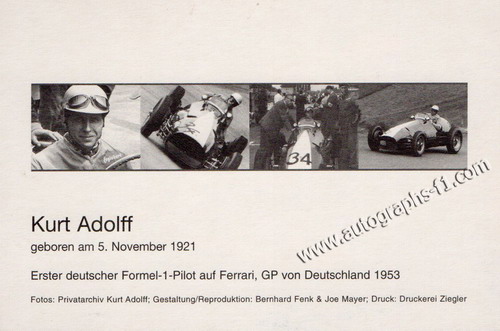 34
Kurt Adolff
geboren am 5. November 1921
Erster deutscher Formel-1-Pilot auf Ferrari, GP von Deutschland 1953
Fotos: Privatarchiv Kurt Adolff; Gestaltung/Reproduktion: Bernhard Fenk & Joe Mayer; Druck: Druckerei Ziegler
www.autographs-f1.com